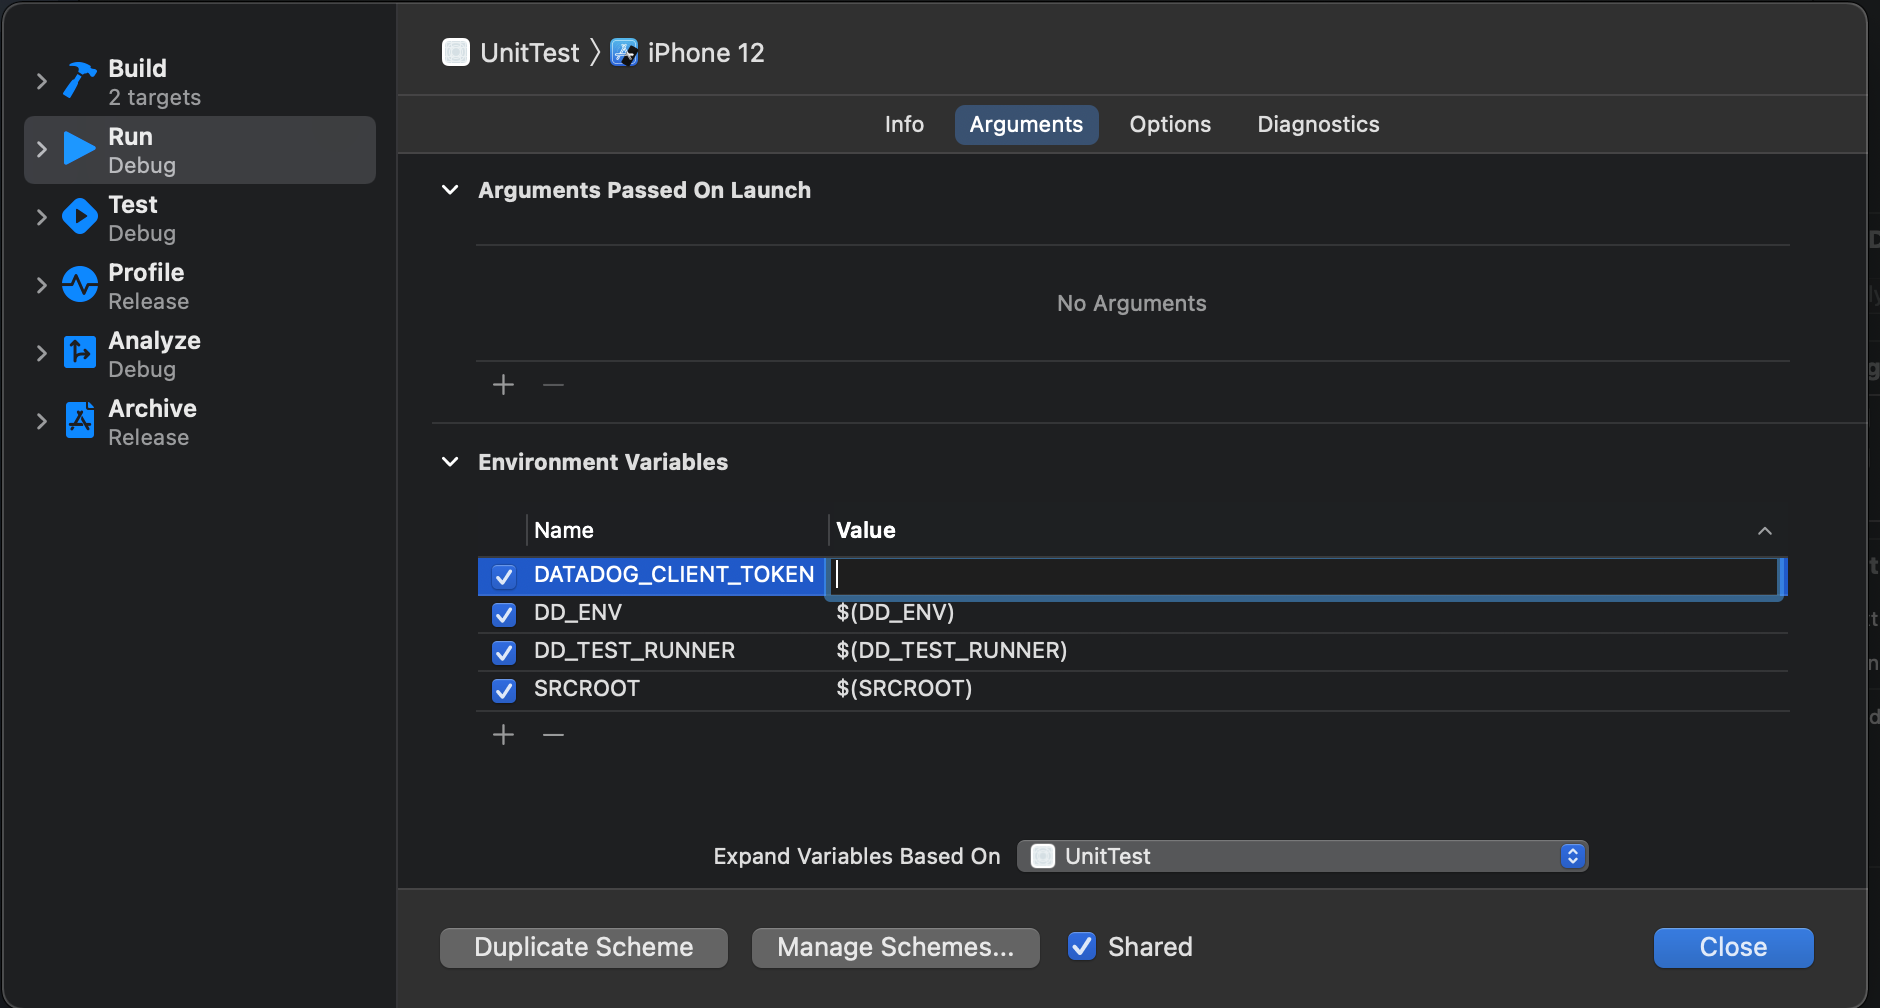 Build
2 targets
Run
Debug
Test
Debug
Profile
Release
Analyze
Debug
Archive
Release
UnitTest
iPhone 12
Info Arguments Options Diagnostics
Arguments Passed On Launch
No Arguments
Environment Variables
Name Value
DATADOG_CLIENT_TOKEN
DD_ENV $(DD_ENV)
DD_TEST_RUNNER $(DD_TEST_RUNNER)
SRCROOT $(SRCROOT)
Expand Variables Based On UnitTest
Duplicate Scheme Manage Schemes... Shared Close